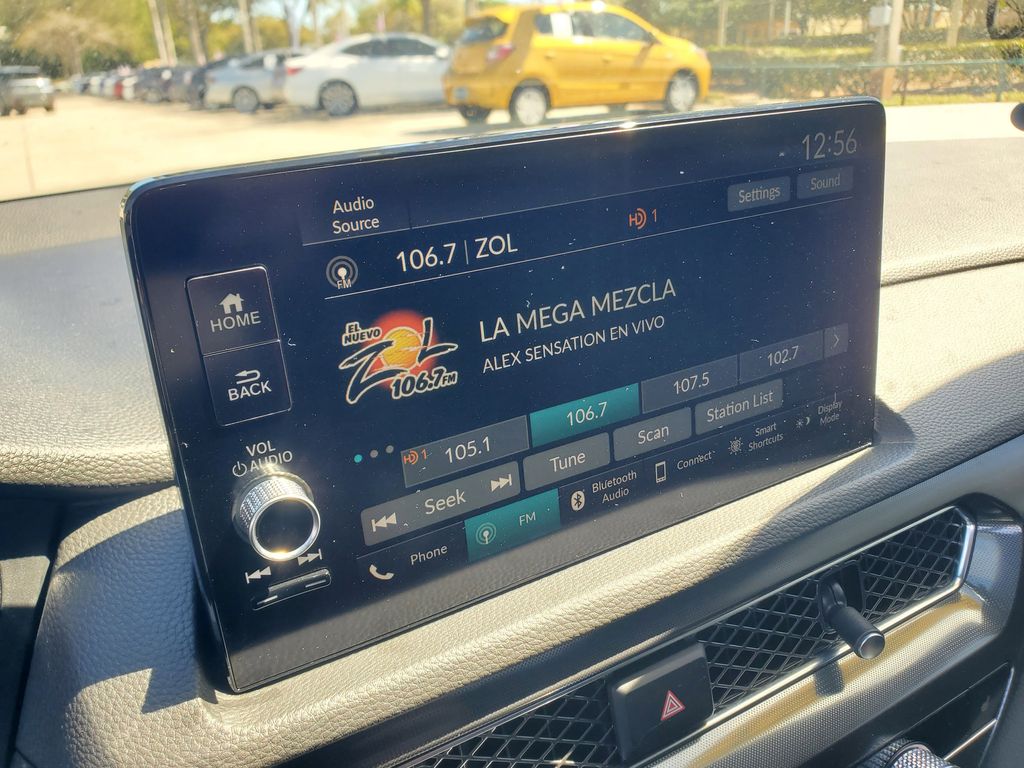 12:56
Audio
Source
Settings
Sound
106.7 | ZOL
HD 1
FM
HOME
BACK
EL
NUEVO
ZOL
106.7FM
LA MEGA MEZCLA
ALEX SENSATION EN VIVO
VOL
AUDIO
HD 1 105.1
106.7
107.5
102.7
Seek
Tune
Scan
Station List
Phone
FM
Bluetooth
Audio
Connect
Smart
Shortcuts
Display
Mode